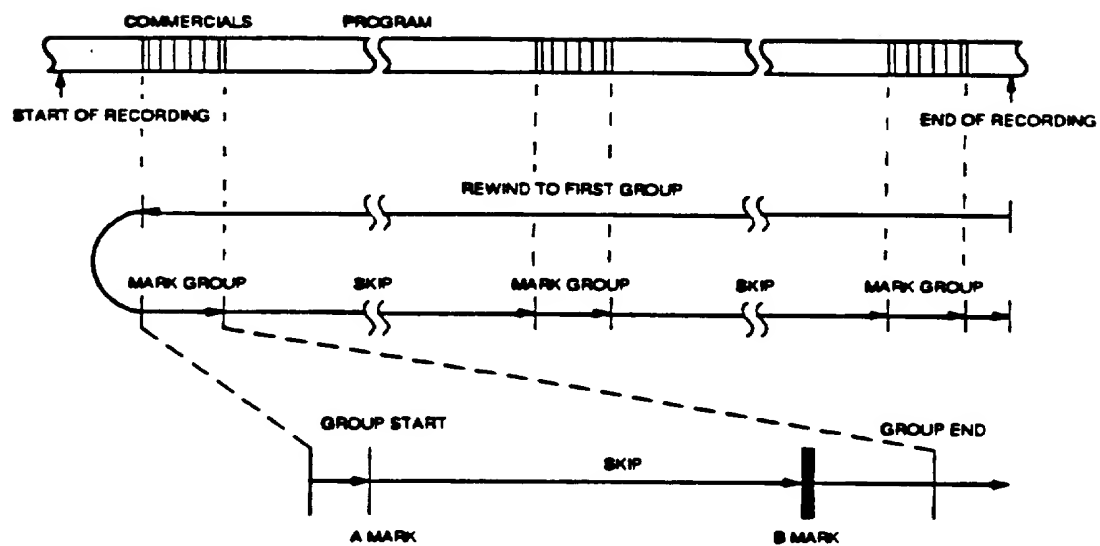 COMMERCIALS PROGRAM
START OF RECORDING
END OF RECORDING
REWIND TO FIRST GROUP
MARK GROUP SKIP MARK GROUP SKIP MARK GROUP
GROUP START
GROUP END
SKIP
A MARK
B MARK